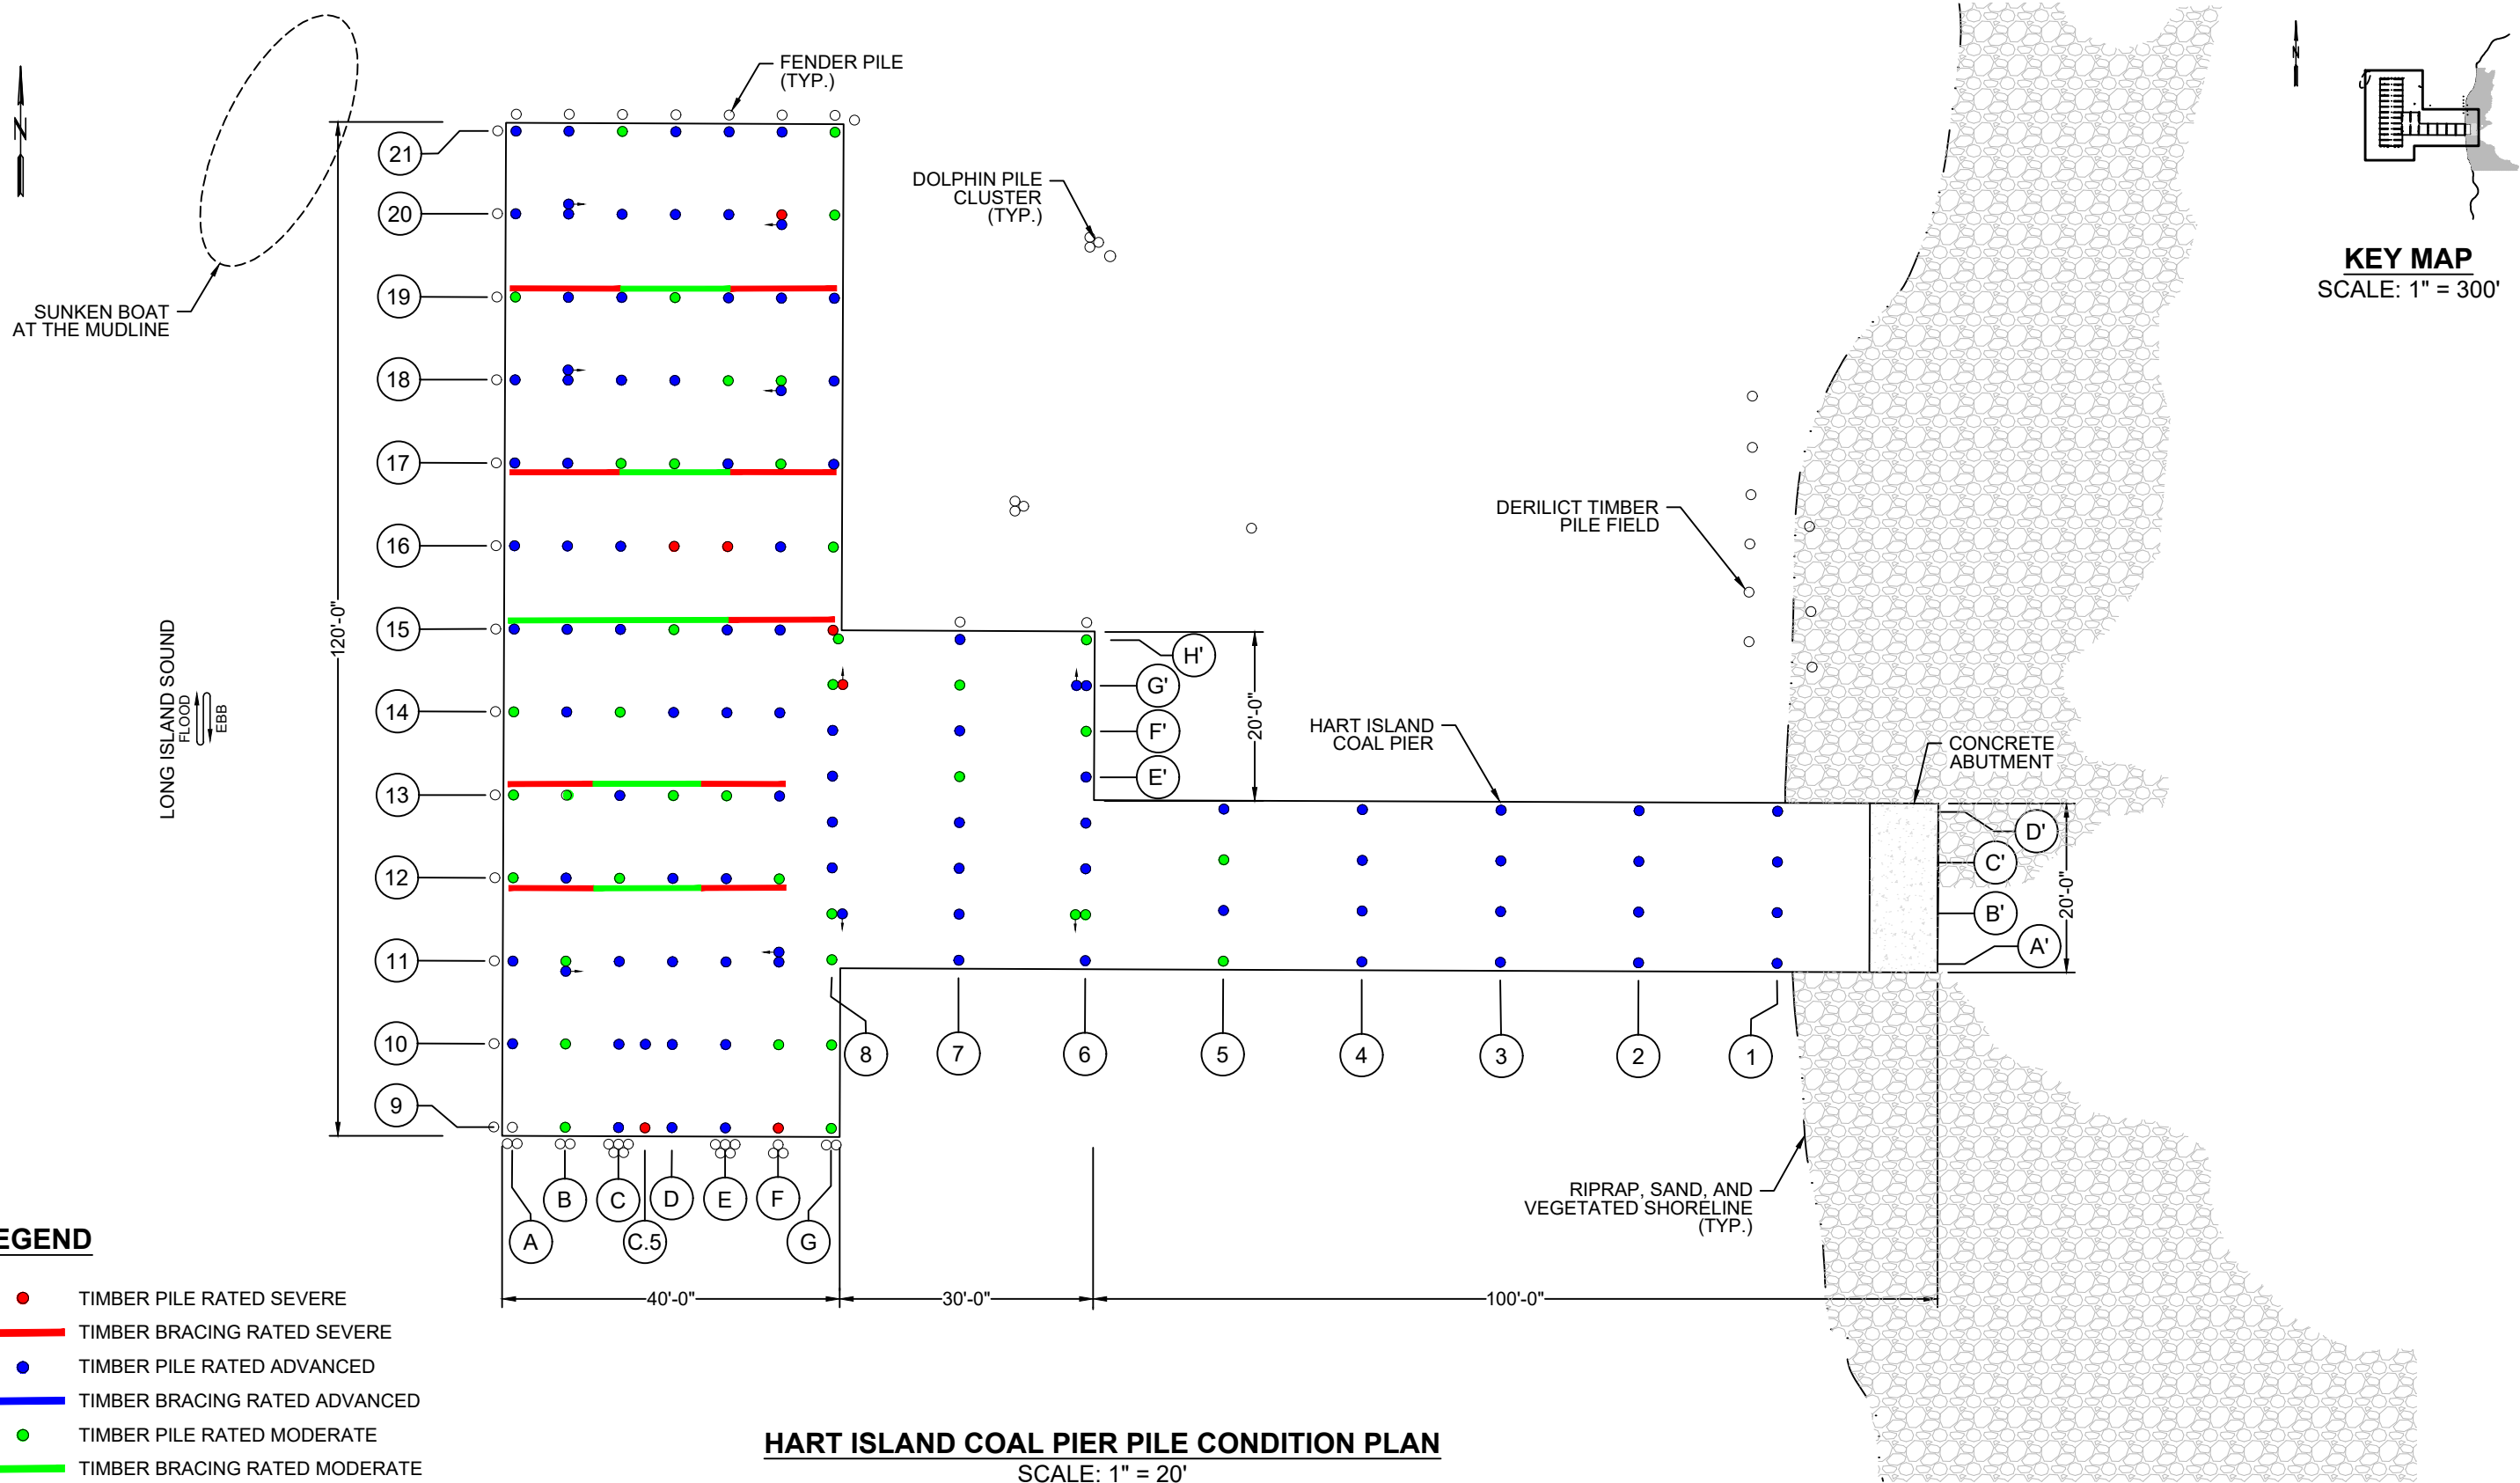 N
FENDER PILE
(TYP.)
N
21
20
DOLPHIN PILE
CLUSTER
(TYP.)
KEY MAP
SCALE: 1" = 300'
19
SUNKEN BOAT
AT THE MUDLINE
18
17
DERILICT TIMBER
PILE FIELD
16
15
120'-0"
LONG ISLAND SOUND
FLOOD
EBB
H'
G'
F'
E'
20'-0"
14
HART ISLAND
COAL PIER
CONCRETE
ABUTMENT
13
D'
C'
B'
A'
20'-0"
12
11
10
8
7
6
5
4
3
2
1
9
B
C
D
E
F
A
C.5
G
RIPRAP, SAND, AND
VEGETATED SHORELINE
(TYP.)
40'-0"
30'-0"
100'-0"
EGEND
TIMBER PILE RATED SEVERE
TIMBER BRACING RATED SEVERE
TIMBER PILE RATED ADVANCED
TIMBER BRACING RATED ADVANCED
TIMBER PILE RATED MODERATE
TIMBER BRACING RATED MODERATE
HART ISLAND COAL PIER PILE CONDITION PLAN
SCALE: 1" = 20'